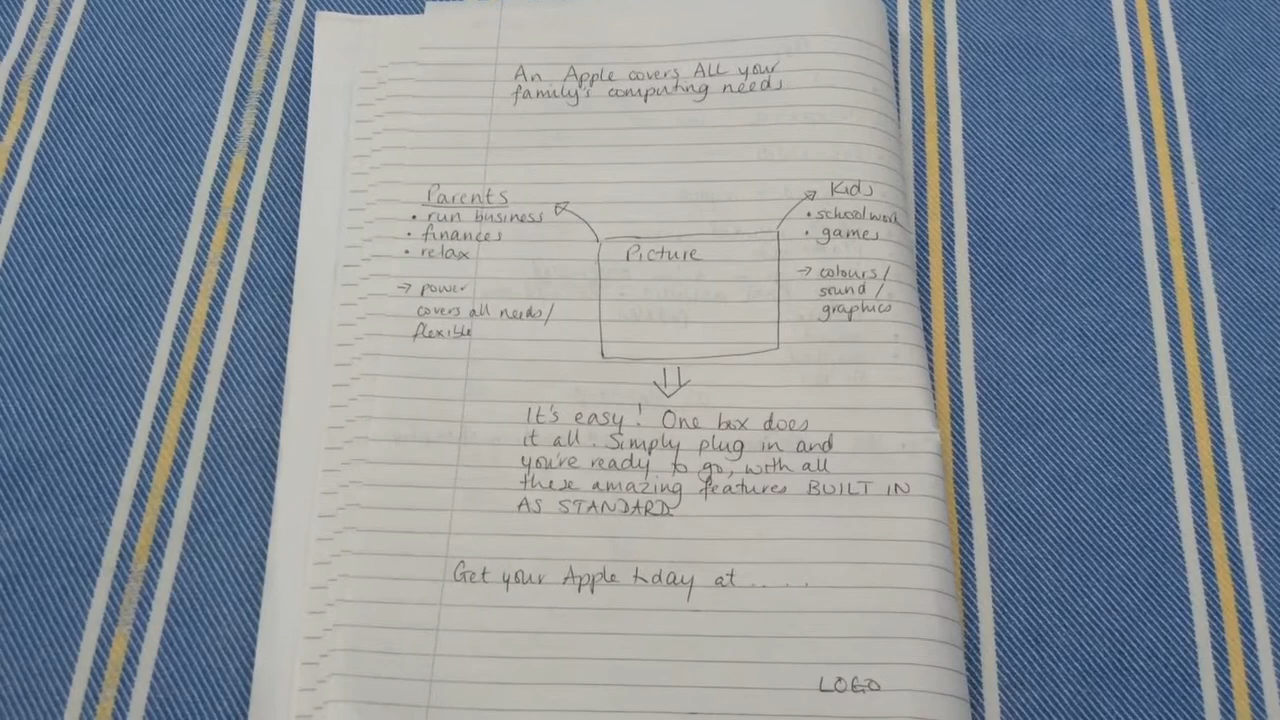 An Apple covers ALL your
family's computing needs
Parents
• run business
• finances
• relax
→ power
covers all needs/
flexible
Picture
Kids
• schoolwork
• games
→ colours/
sound/
graphics
It's easy! One box does
it all. Simply plug in and
you're ready to go, with all
these amazing features BUILT IN
AS STANDARD
Get your Apple today at .....
LOGO